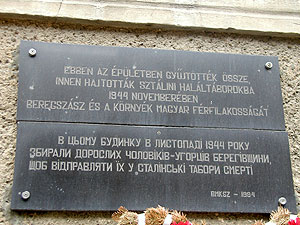 EBBEN AZ ÉPÜLETBEN GYŰJTÖTTÉK ÖSSZE,
INNEN HAJTOTTÁK SZTÁLINI HALÁLTÁBOROKBA
1944 NOVEMBERÉBEN
BEREGSZÁSZ ÉS A KÖRNYÉK MAGYAR FÉRFILAKOSSÁGÁT
В ЦЬОМУ БУДИНКУ В ЛИСТОПАДІ 1944 РОКУ
ЗБИРАЛИ ДОРОСЛИХ ЧОЛОВІКІВ-УГОРЦІВ БЕРЕГІВЩИНИ,
ЩОБ ВІДПРАВЛЯТИ ЇХ У СТАЛІНСЬКІ ТАБОРИ СМЕРТІ
GMKSZ - 1994